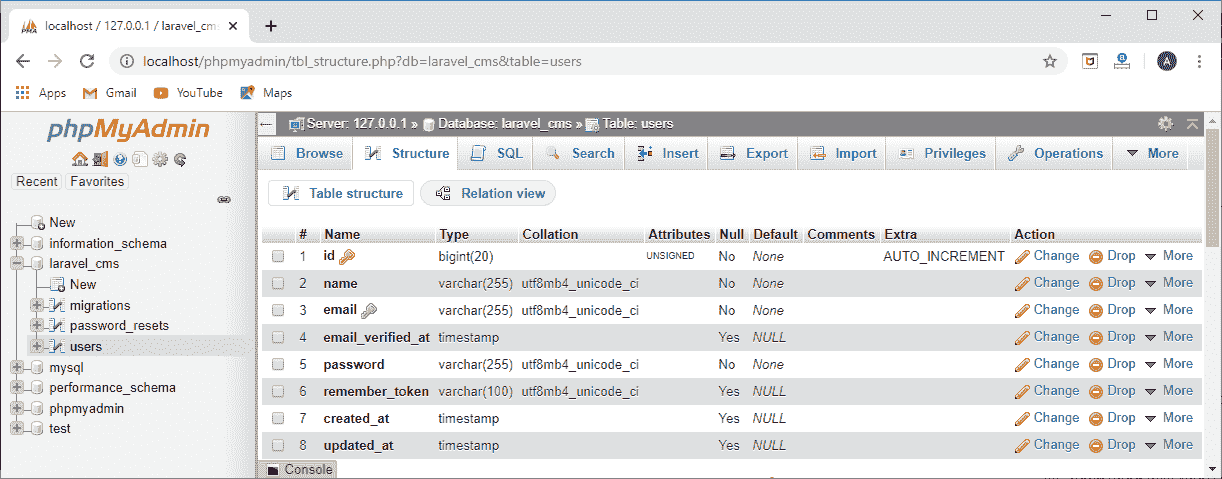 localhost / 127.0.0.1 / laravel_cms
localhost/phpmyadmin/tbl_structure.php?db=laravel_cms&table=users
A
Apps Gmail YouTube Maps
phpMyAdmin
Recent Favorites
New
information_schema
laravel_cms
New
migrations
password_resets
users
mysql
performance_schema
phpmyadmin
test
Server: 127.0.0.1 » Database: laravel_cms » Table: users
Browse Structure SQL Search Insert Export Import Privileges Operations More
Table structure Relation view
# Name Type Collation Attributes Null Default Comments Extra Action
1 id bigint(20) UNSIGNED No None AUTO_INCREMENT Change Drop More
2 name varchar(255) utf8mb4_unicode_ci No None Change Drop More
3 email varchar(255) utf8mb4_unicode_ci No None Change Drop More
4 email_verified_at timestamp Yes NULL Change Drop More
5 password varchar(255) utf8mb4_unicode_ci No None Change Drop More
6 remember_token varchar(100) utf8mb4_unicode_ci Yes NULL Change Drop More
7 created_at timestamp Yes NULL Change Drop More
8 updated_at timestamp Yes NULL Change Drop More
Console